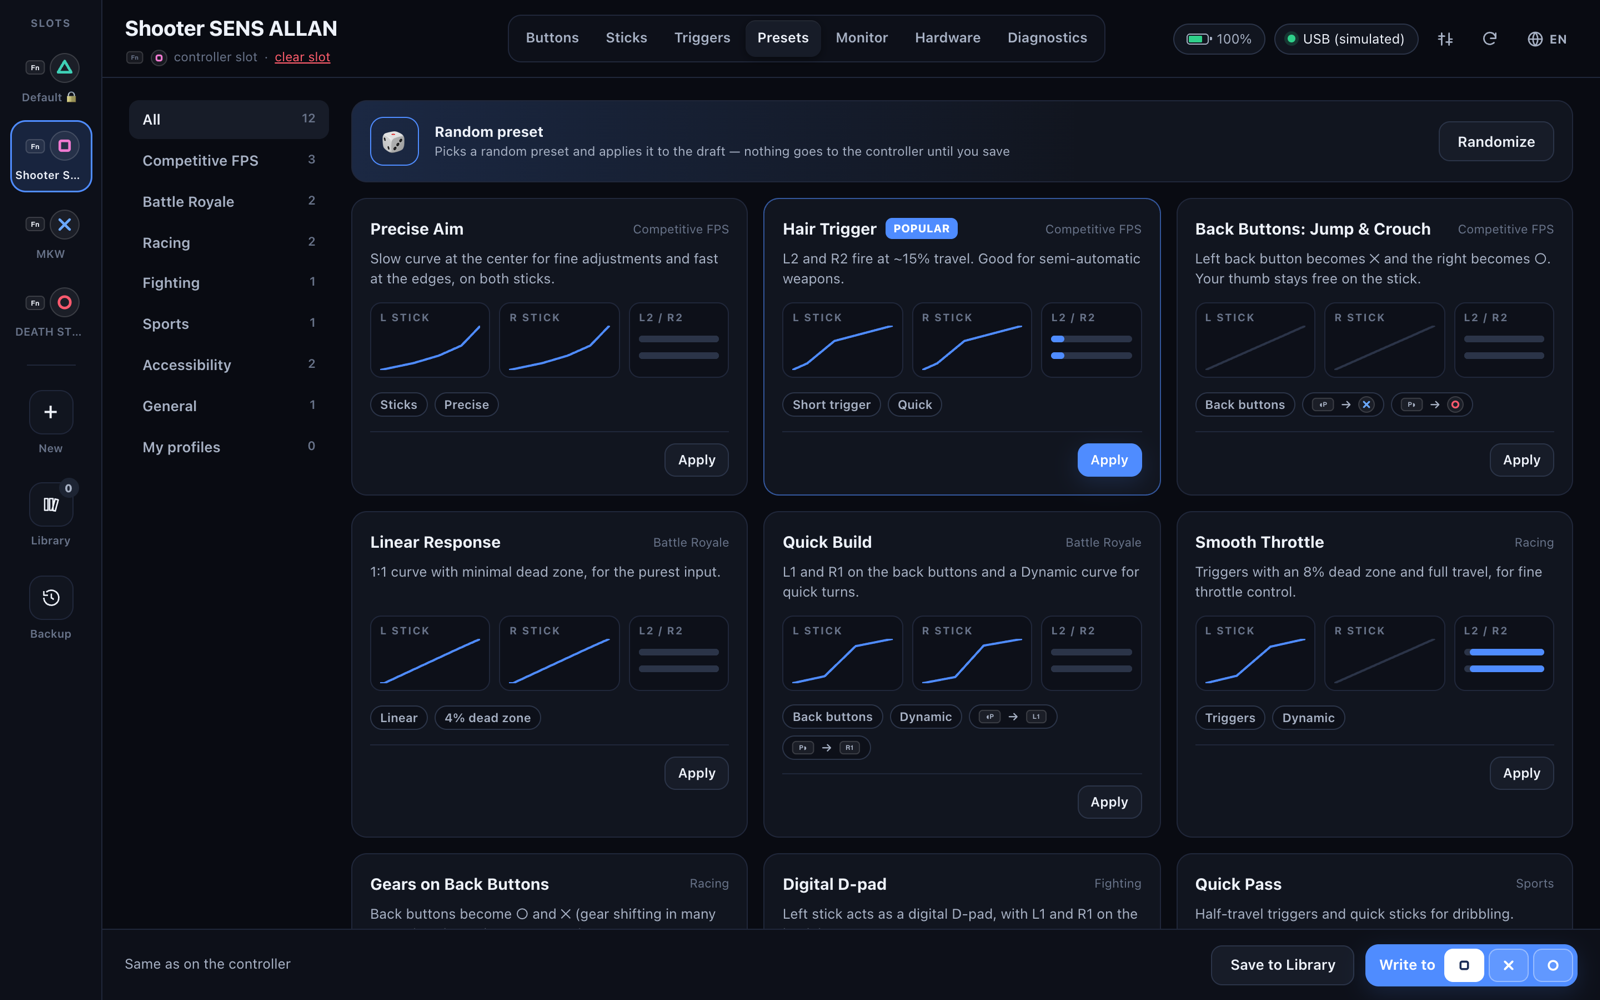 SLOTS
Fn
Default
Fn
Shooter S...
Fn
MKW
Fn
DEATH ST...
New
0
Library
Backup
Shooter SENS ALLAN
Fn controller slot · clear slot
Buttons Sticks Triggers Presets Monitor Hardware Diagnostics
100%
USB (simulated)
EN
All 12
Competitive FPS 3
Battle Royale 2
Racing 2
Fighting 1
Sports 1
Accessibility 2
General 1
My profiles 0
Random preset
Picks a random preset and applies it to the draft — nothing goes to the controller until you save
Randomize
Precise Aim Competitive FPS
Slow curve at the center for fine adjustments and fast
at the edges, on both sticks.
L STICK R STICK L2 / R2
Sticks Precise
Apply
Hair Trigger POPULAR Competitive FPS
L2 and R2 fire at ~15% travel. Good for semi-automatic
weapons.
L STICK R STICK L2 / R2
Short trigger Quick
Apply
Back Buttons: Jump & Crouch Competitive FPS
Left back button becomes ✕ and the right becomes ○.
Your thumb stays free on the stick.
L STICK R STICK L2 / R2
Back buttons P → ✕ P → ○
Apply
Linear Response Battle Royale
1:1 curve with minimal dead zone, for the purest input.
L STICK R STICK L2 / R2
Linear 4% dead zone
Apply
Quick Build Battle Royale
L1 and R1 on the back buttons and a Dynamic curve for
quick turns.
L STICK R STICK L2 / R2
Back buttons Dynamic P → L1
P → R1
Apply
Smooth Throttle Racing
Triggers with an 8% dead zone and full travel, for fine
throttle control.
L STICK R STICK L2 / R2
Triggers Dynamic
Apply
Gears on Back Buttons Racing
Back buttons become ○ and ✕ (gear shifting in many
Digital D-pad Fighting
Left stick acts as a digital D-pad, with L1 and R1 on the
Quick Pass Sports
Half-travel triggers and quick sticks for dribbling.
Same as on the controller
Save to Library
Write to